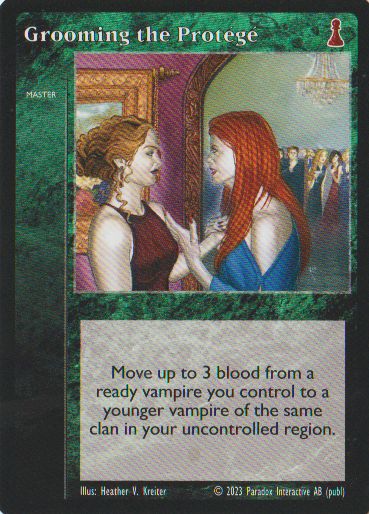 Grooming the Protegé
MASTER
Move up to 3 blood from a
ready vampire you control to a
younger vampire of the same
clan in your uncontrolled region.
Illus: Heather V. Kreiter © 2023 Paradox Interactive AB (publ)